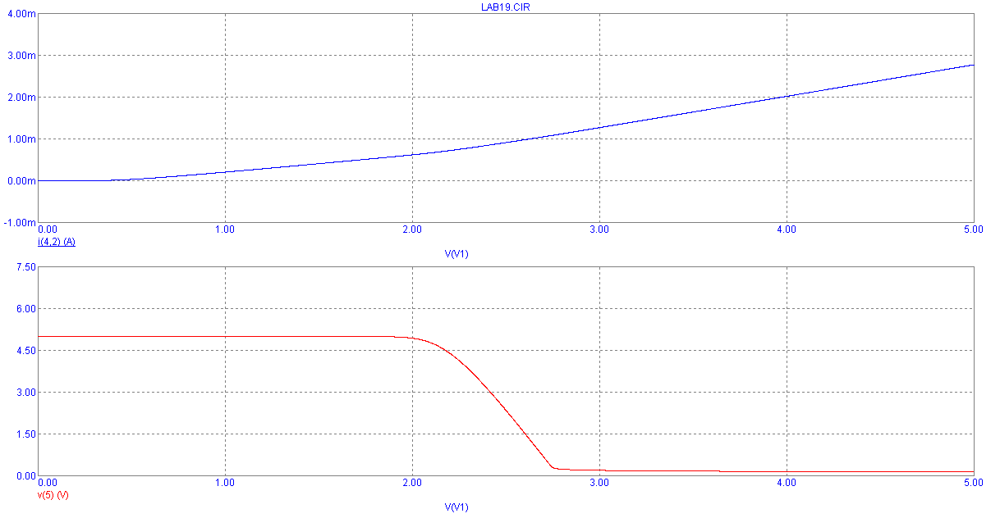 LAB19.CIR
4.00m
3.00m
2.00m
1.00m
0.00m
-1.00m
0.00 1.00 2.00 3.00 4.00 5.00
i(4,2) (A)
V(V1)
7.50
6.00
4.50
3.00
1.50
0.00
0.00 1.00 2.00 3.00 4.00 5.00
v(5) (V)
V(V1)